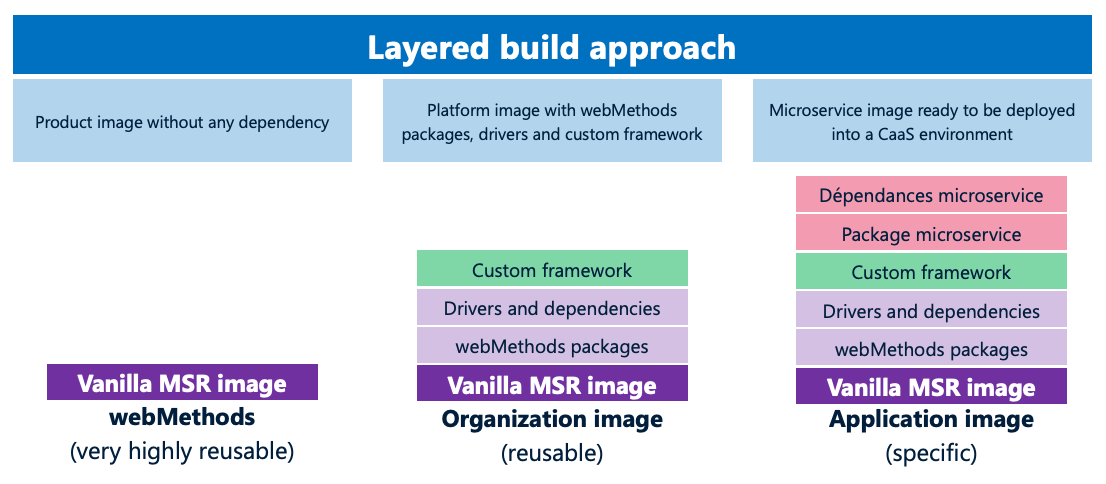 Layered build approach
Product image without any dependency
Platform image with webMethods
packages, drivers and custom framework
Microservice image ready to be deployed
into a CaaS environment
Vanilla MSR image
webMethods
(very highly reusable)
Custom framework
Drivers and dependencies
webMethods packages
Vanilla MSR image
Organization image
(reusable)
Dépendances microservice
Package microservice
Custom framework
Drivers and dependencies
webMethods packages
Vanilla MSR image
Application image
(specific)